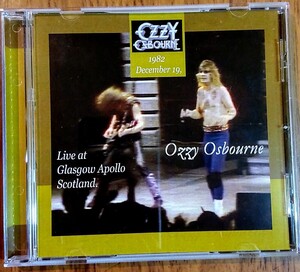 OZZY
OSBOURNE
1982
December 19,
Ozzy Osbourne
Live at
Glasgow Apollo
Scotland.